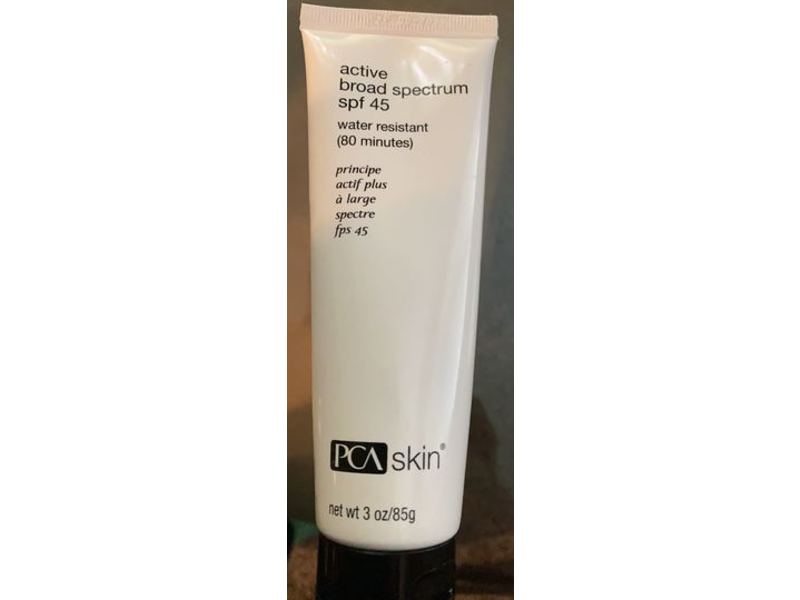 active
broad spectrum
spf 45
water resistant
(80 minutes)
principe
actif plus
à large
spectre
fps 45
PCA skin®
net wt 3 oz/85g